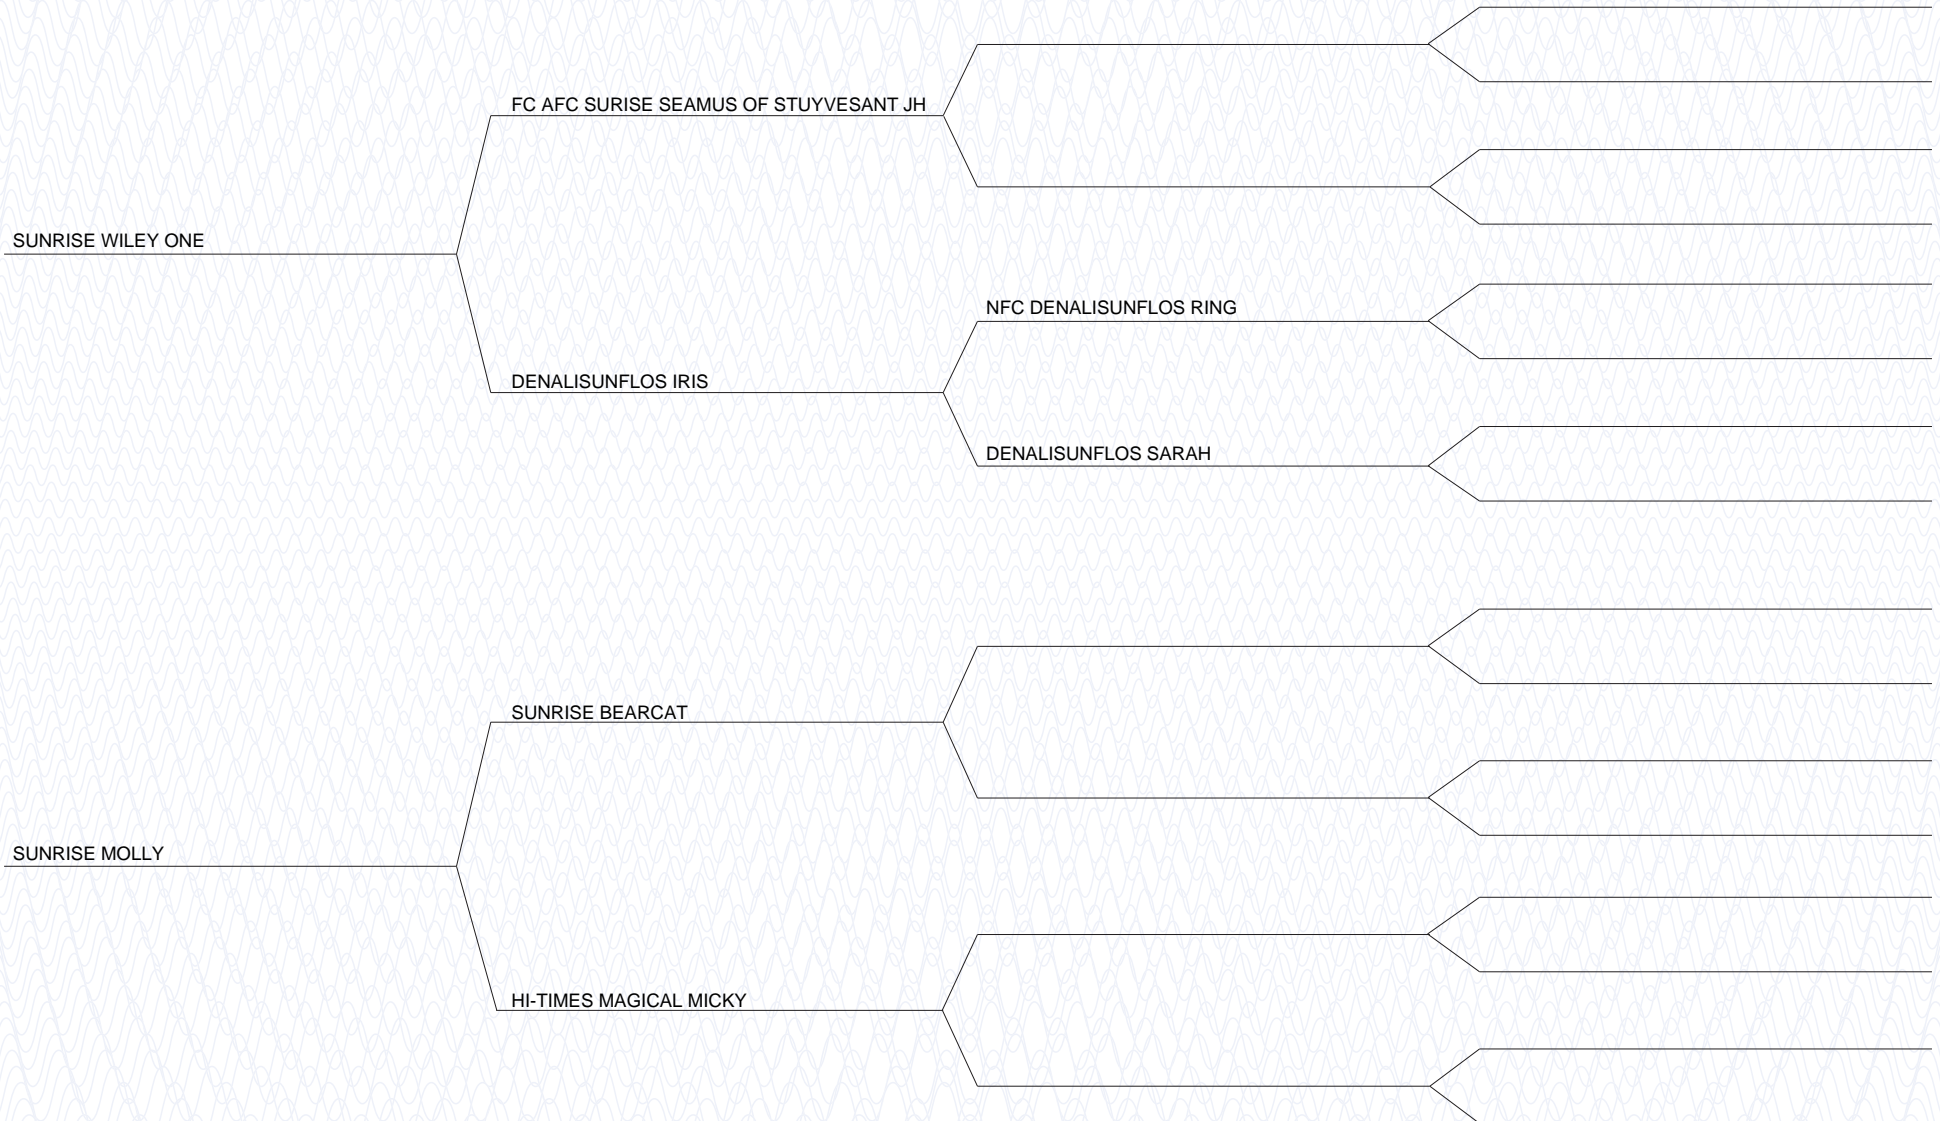 FC AFC SURISE SEAMUS OF STUYVESANT JH
SUNRISE WILEY ONE
NFC DENALISUNFLOS RING
DENALISUNFLOS IRIS
DENALISUNFLOS SARAH
SUNRISE BEARCAT
SUNRISE MOLLY
HI-TIMES MAGICAL MICKY